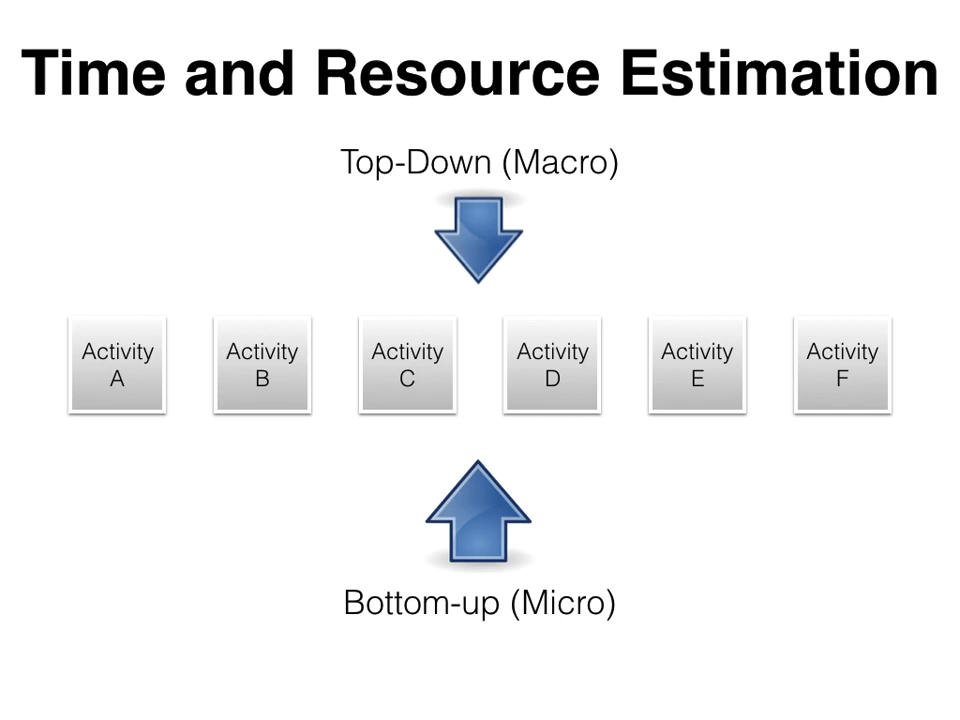 Time and Resource Estimation
Top-Down (Macro)
Activity
A
Activity
B
Activity
C
Activity
D
Activity
E
Activity
F
Bottom-up (Micro)